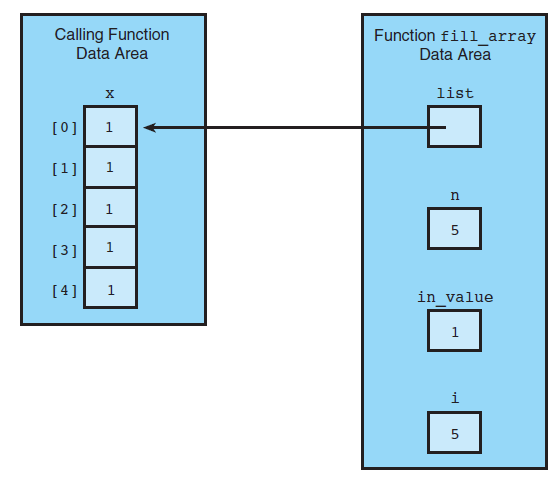 Calling Function
Data Area
x
[0] 1
[1] 1
[2] 1
[3] 1
[4] 1
Function fill_array
Data Area
list
n
5
in_value
1
i
5